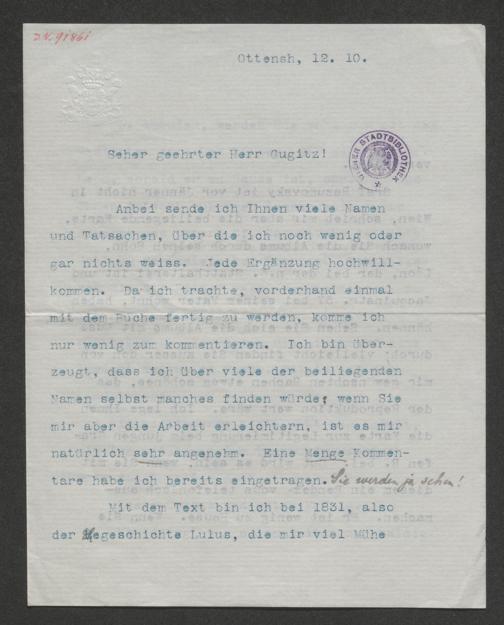 ZN. 91861
Ottensh, 12. 10.
WIENER STADTBIBLIOTHEK
Seher geehrter Herr Gugitz!
Anbei sende ich Ihnen viele Namen
und Tatsachen, über die ich noch wenig oder
gar nichts weiss. Jede Ergänzung hochwill-
kommen. Da ich trachte, vorderhand einmal
mit dem Buche fertig zu werden, komme ich
nur wenig zum kommentieren. Ich bin über-
zeugt, dass ich über viele der beiliegenden
Namen selbst manches finden würde; wenn Sie
mir aber die Arbeit erleichtern, ist es mir
natürlich sehr angenehm. Eine Menge Kommen-
tare habe ich bereits eingetragen. Sie werden ja sehen!
Mit dem Text bin ich bei 1831, also
der Ehegeschichte Lulus, die mir viel Mühe